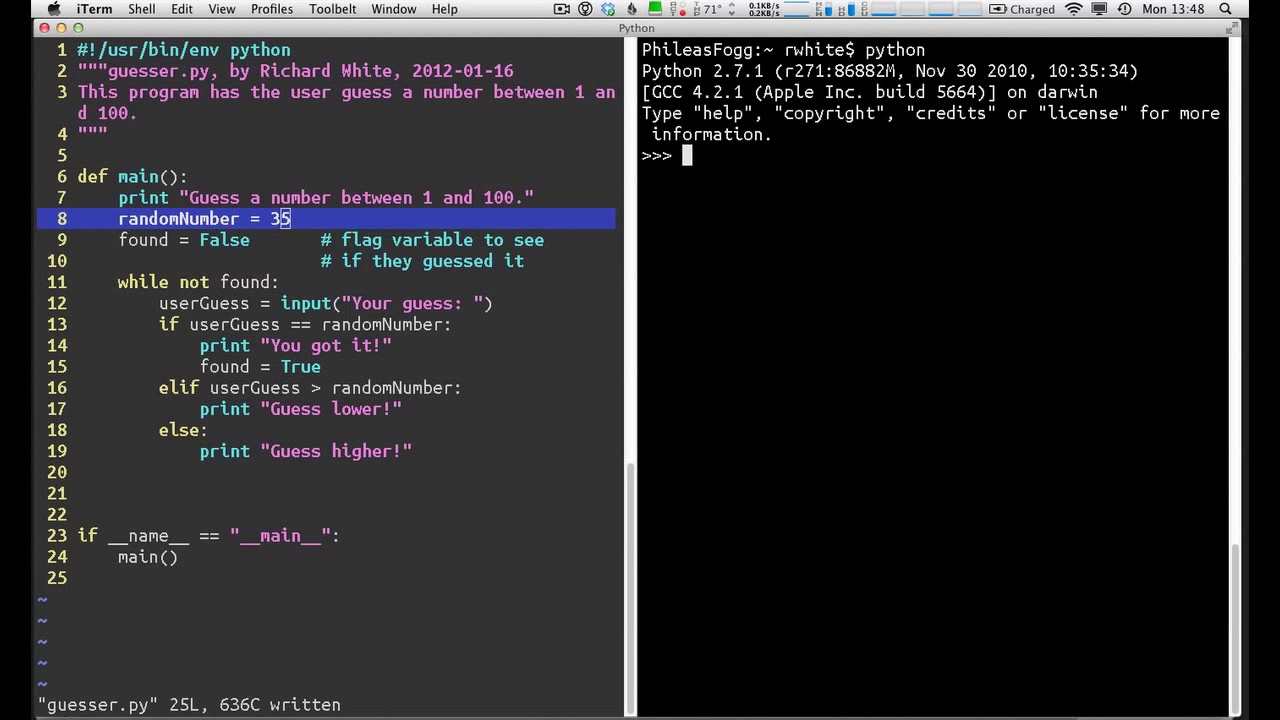 iTerm Shell Edit View Profiles Toolbelt Window Help 71° 0.1KB/s 0.2KB/s Charged Mon 13:48
Python
1 #!/usr/bin/env python
2 """guesser.py, by Richard White, 2012-01-16
3 This program has the user guess a number between 1 an
d 100.
4 """
5
6 def main():
7 print "Guess a number between 1 and 100."
8 randomNumber = 35
9 found = False # flag variable to see
10 # if they guessed it
11 while not found:
12 userGuess = input("Your guess: ")
13 if userGuess == randomNumber:
14 print "You got it!"
15 found = True
16 elif userGuess > randomNumber:
17 print "Guess lower!"
18 else:
19 print "Guess higher!"
20
21
22
23 if __name__ == "__main__":
24 main()
25
~
~
~
~
~
"guesser.py" 25L, 636C written
PhileasFogg:~ rwhite$ python
Python 2.7.1 (r271:86882M, Nov 30 2010, 10:35:34)
[GCC 4.2.1 (Apple Inc. build 5664)] on darwin
Type "help", "copyright", "credits" or "license" for more
information.
>>>